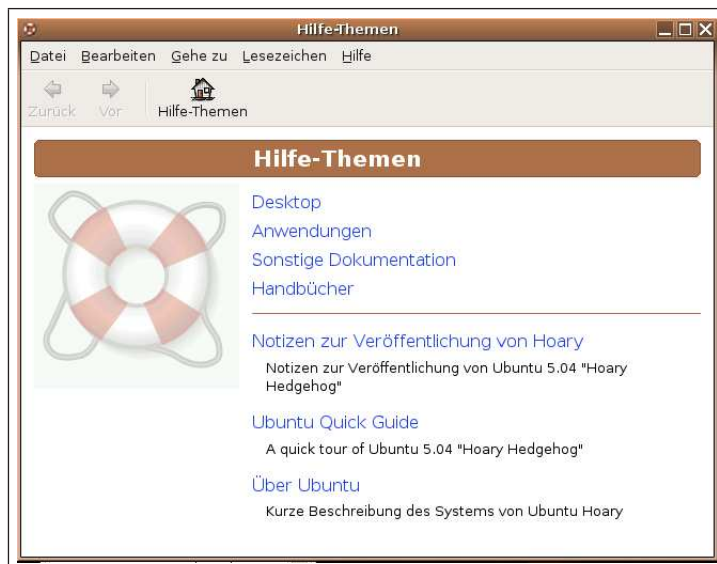 Hilfe-Themen
Datei Bearbeiten Gehe zu Lesezeichen Hilfe
Zurück Vor Hilfe-Themen
Hilfe-Themen
Desktop
Anwendungen
Sonstige Dokumentation
Handbücher
Notizen zur Veröffentlichung von Hoary
Notizen zur Veröffentlichung von Ubuntu 5.04 "Hoary
Hedgehog"
Ubuntu Quick Guide
A quick tour of Ubuntu 5.04 "Hoary Hedgehog"
Über Ubuntu
Kurze Beschreibung des Systems von Ubuntu Hoary